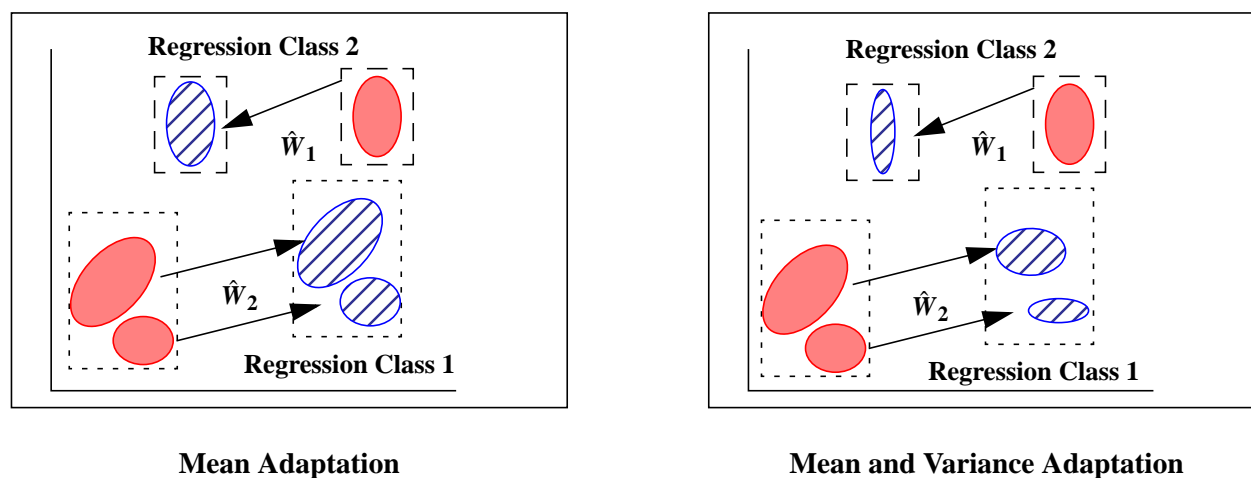 Regression Class 2
Ŵ1
Ŵ2
Regression Class 1
Mean Adaptation
Regression Class 2
Ŵ1
Ŵ2
Regression Class 1
Mean and Variance Adaptation